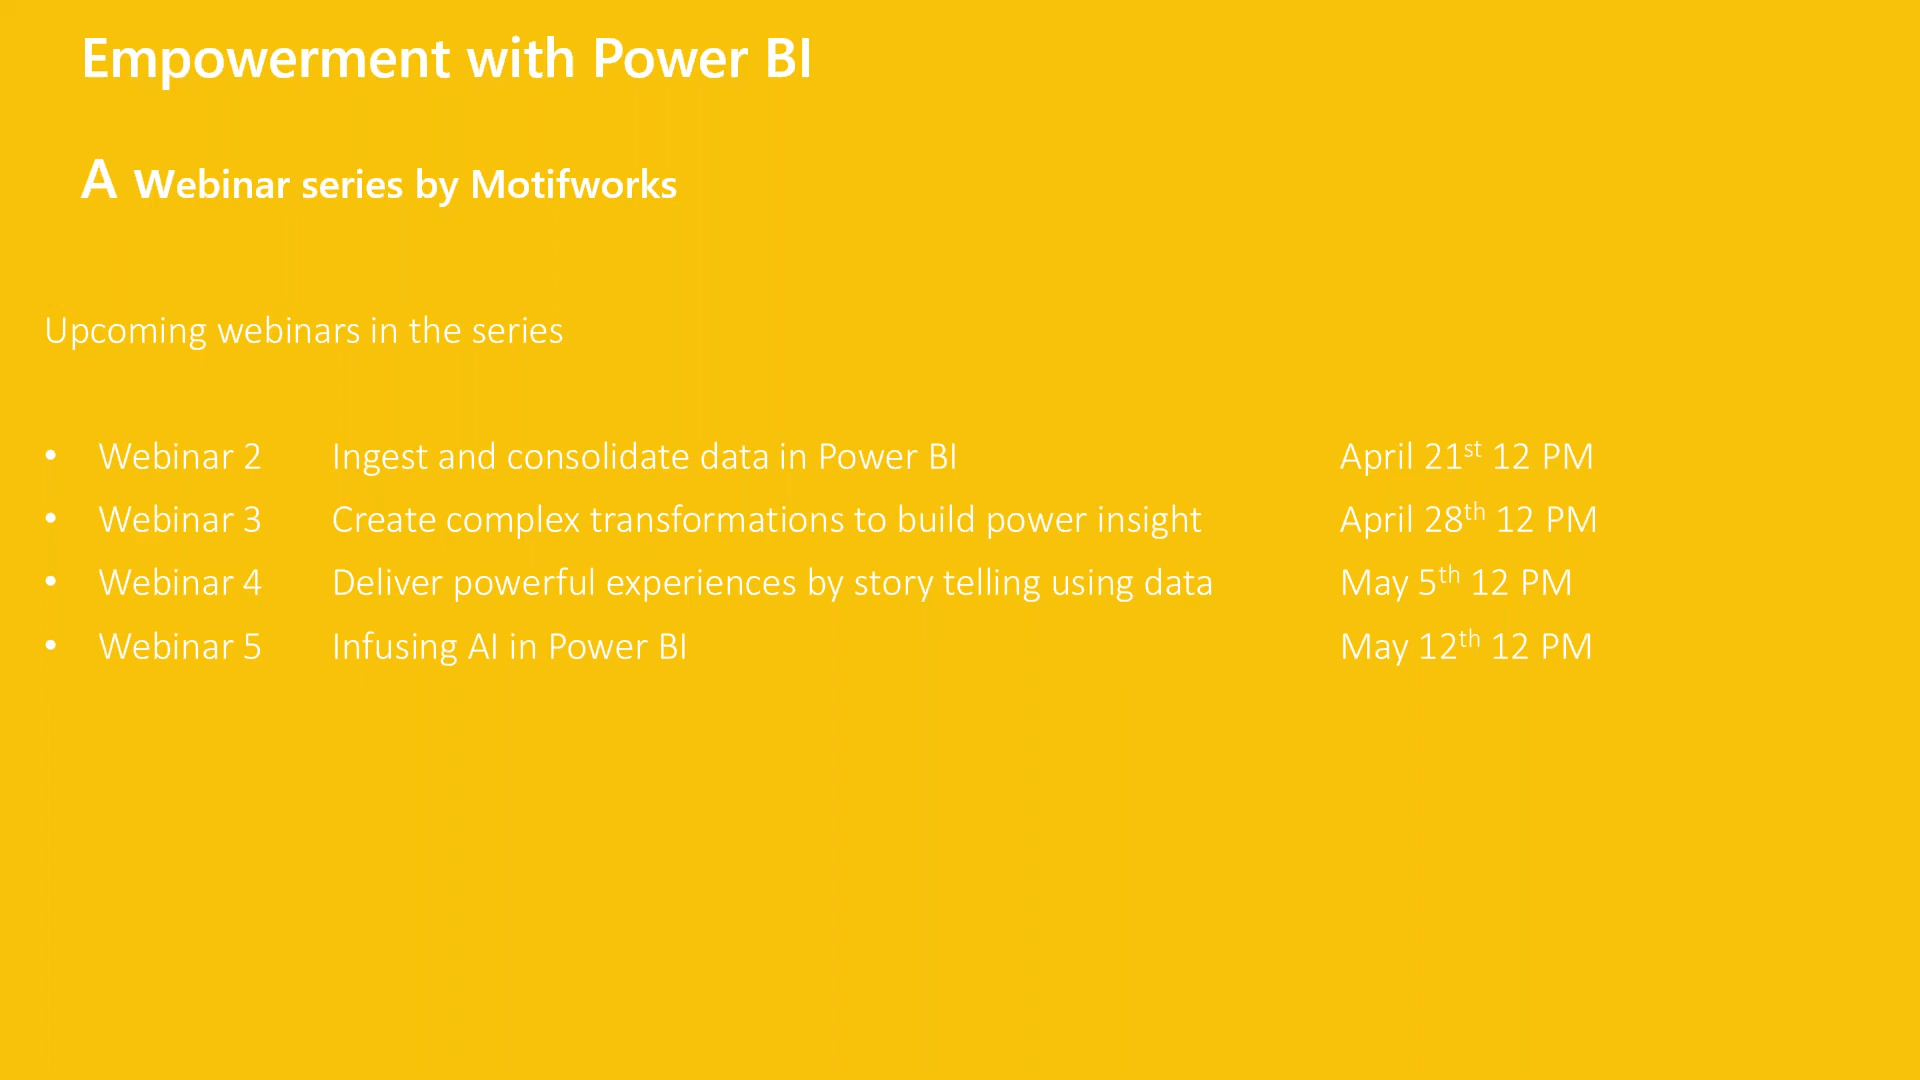 Empowerment with Power BI
A Webinar series by Motifworks
Upcoming webinars in the series
• Webinar 2 Ingest and consolidate data in Power BI April 21st 12 PM
• Webinar 3 Create complex transformations to build power insight April 28th 12 PM
• Webinar 4 Deliver powerful experiences by story telling using data May 5th 12 PM
• Webinar 5 Infusing AI in Power BI May 12th 12 PM